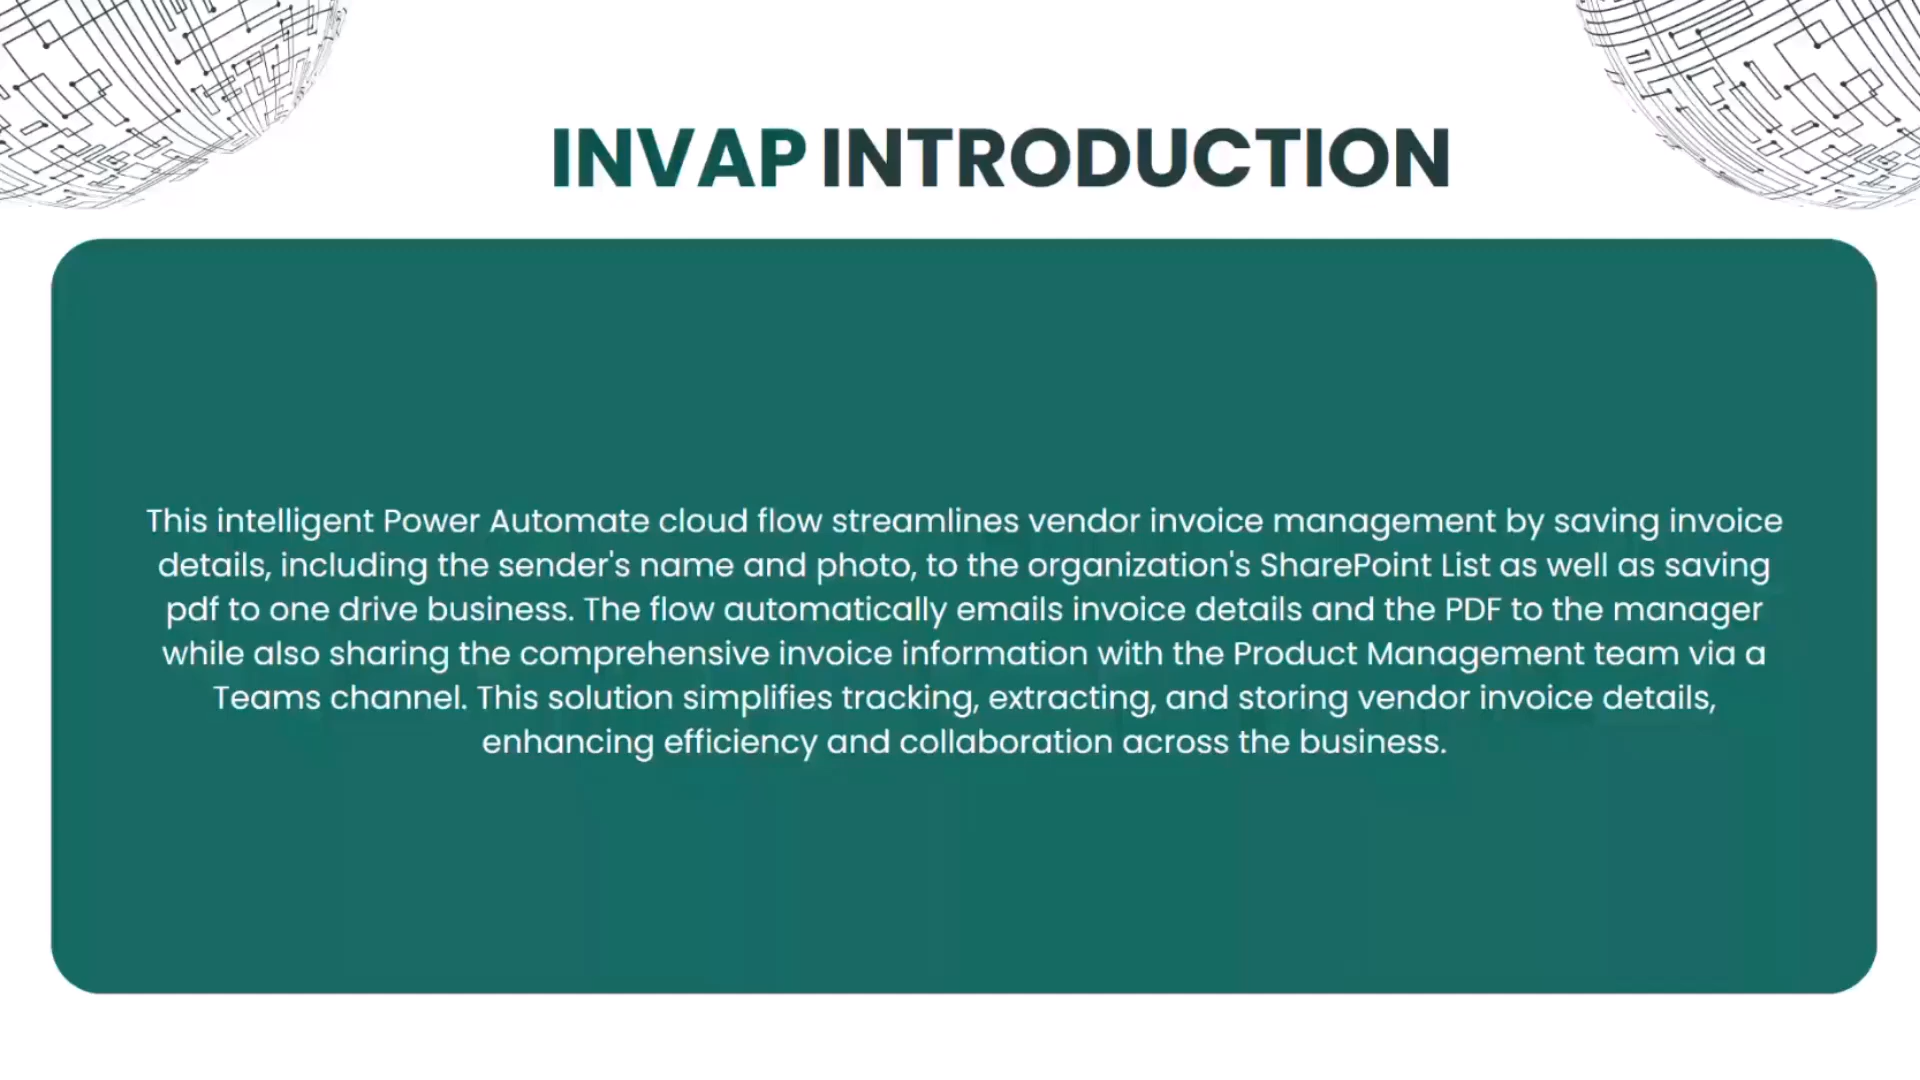 INVAP INTRODUCTION
This intelligent Power Automate cloud flow streamlines vendor invoice management by saving invoice
details, including the sender's name and photo, to the organization's SharePoint List as well as saving
pdf to one drive business. The flow automatically emails invoice details and the PDF to the manager
while also sharing the comprehensive invoice information with the Product Management team via a
Teams channel. This solution simplifies tracking, extracting, and storing vendor invoice details,
enhancing efficiency and collaboration across the business.